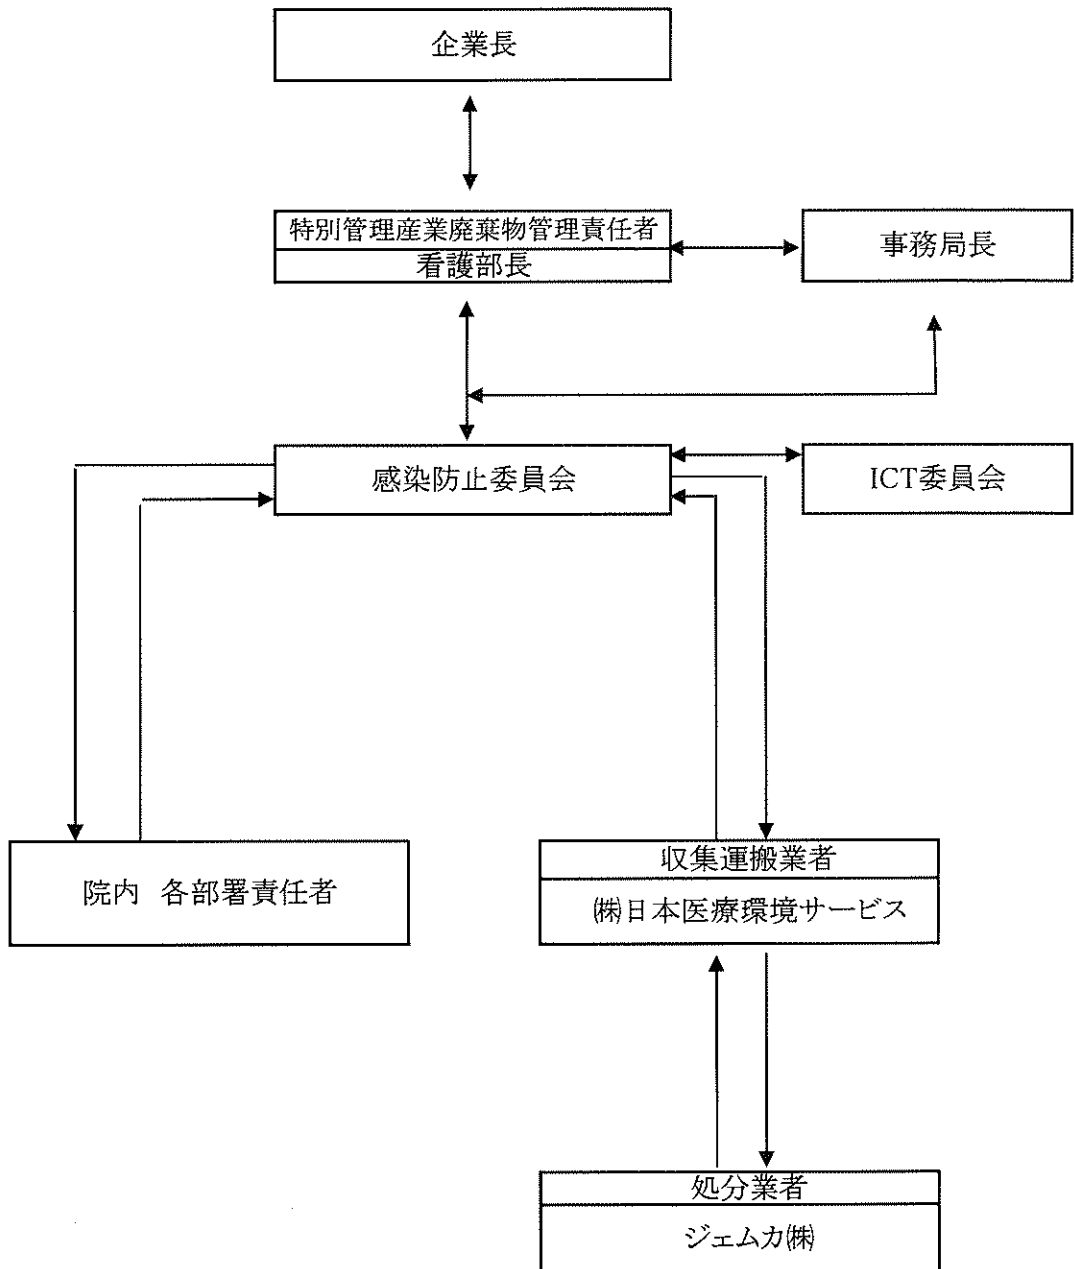 企業長
特別管理産業廃棄物管理責任者
看護部長
事務局長
感染防止委員会
ICT委員会
院内 各部署責任者
収集運搬業者
㈱日本医療環境サービス
処分業者
ジェムカ㈱